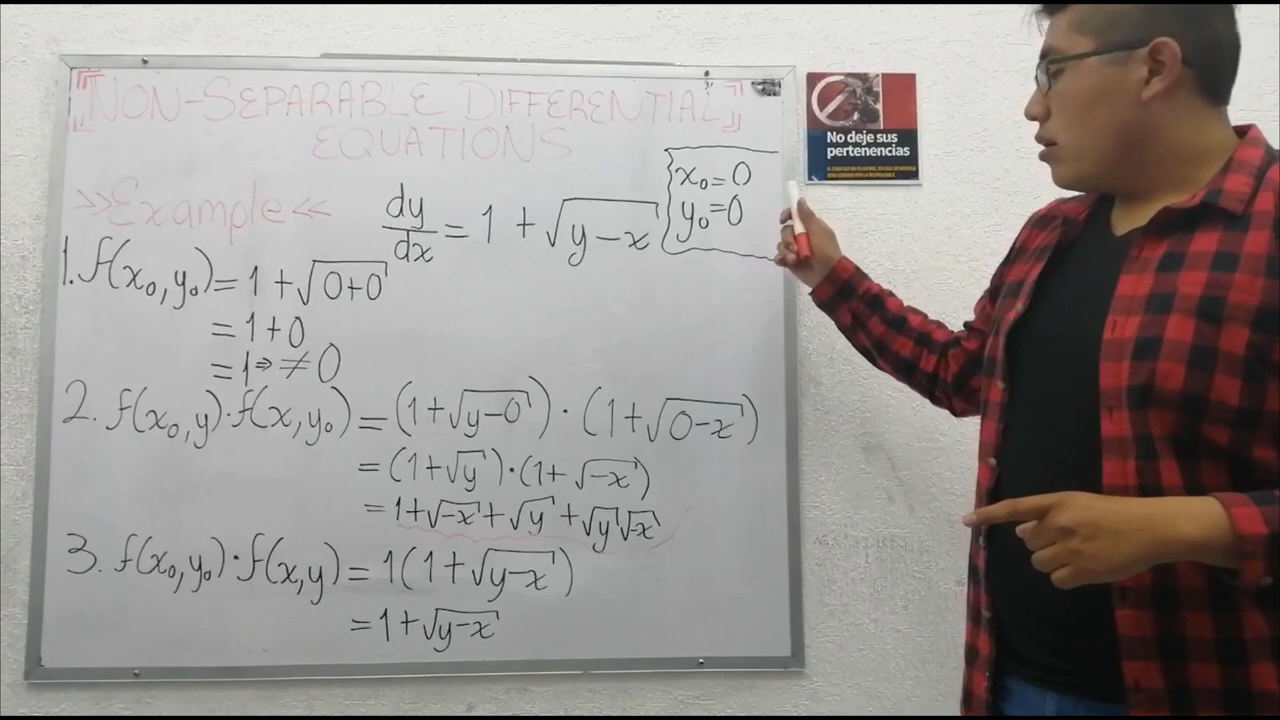 NON-SEPARABLE DIFFERENTIAL
EQUATIONS
>>Example<<
dy/dx = 1 + √(y-x)
x₀=0
y₀=0
1. f(x₀,y₀) = 1 + √(0+0)
= 1 + 0
= 1 ⇒ ≠ 0
2. f(x₀,y)·f(x,y₀) = (1+√(y-0))·(1+√(0-x))
= (1+√y)·(1+√-x)
= 1+√-x+√y+√y√-x
3. f(x₀,y₀)·f(x,y) = 1(1+√(y-x))
= 1+√(y-x)
No deje sus
pertenencias